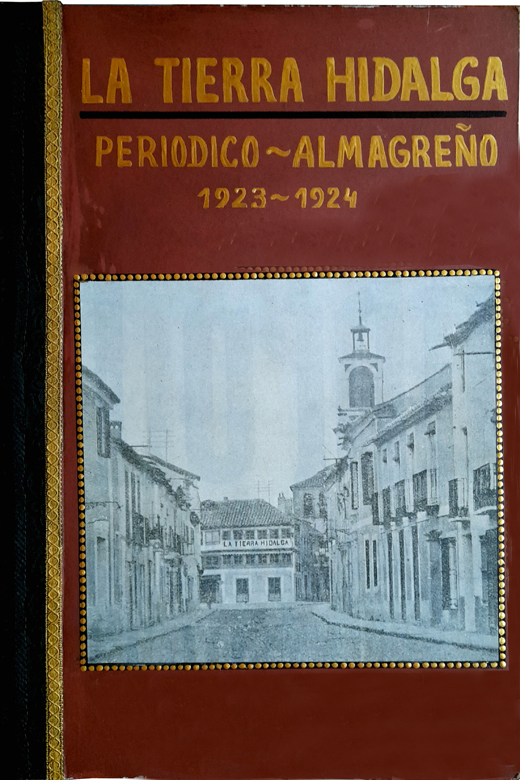 LA TIERRA HIDALGA
PERIODICO~ALMAGREÑO
1923~1924
LA TIERRA HIDALGA